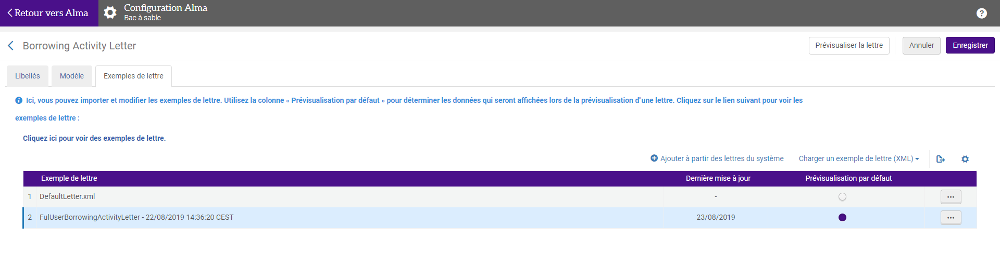 Retour vers Alma
Configuration Alma
Bac à sable
Borrowing Activity Letter
Prévisualiser la lettre
Annuler
Enregistrer
Libellés
Modèle
Exemples de lettre
Ici, vous pouvez importer et modifier les exemples de lettre. Utilisez la colonne « Prévisualisation par défaut » pour déterminer les données qui seront affichées lors de la prévisualisation d''une lettre. Cliquez sur le lien suivant pour voir les
exemples de lettre :
Cliquez ici pour voir des exemples de lettre.
Ajouter à partir des lettres du système
Charger un exemple de lettre (XML)
Exemple de lettre Dernière mise à jour Prévisualisation par défaut
1 DefaultLetter.xml -
2 FulUserBorrowingActivityLetter - 22/08/2019 14:36:20 CEST 23/08/2019